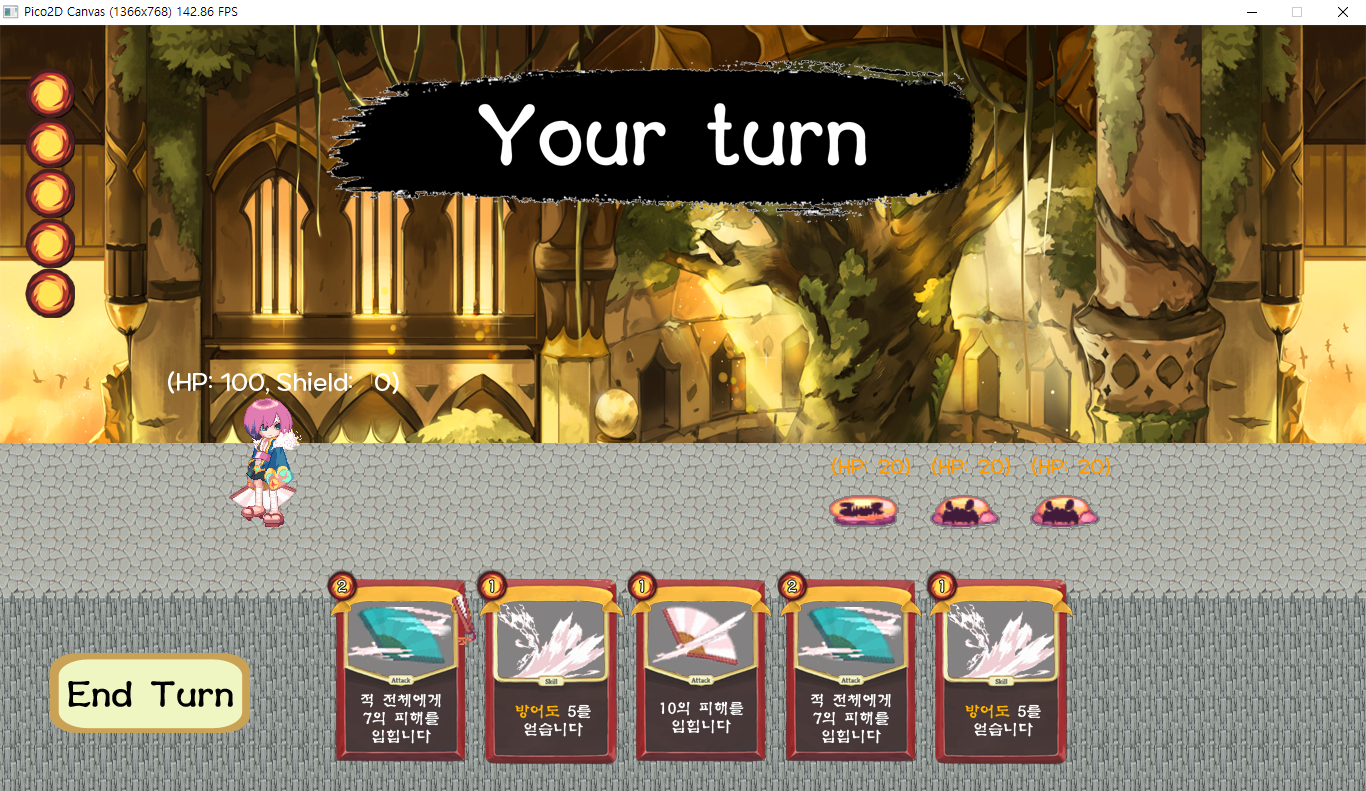 Pico2D Canvas (1366x768) 142.86 FPS
Your turn
(HP: 100, Shield: 0)
(HP: 20) (HP: 20) (HP: 20)
2
Attack
적 전체에게
7의 피해를
입힙니다
1
Skill
방어도 5를
얻습니다
1
Attack
10의 피해를
입힙니다
2
Attack
적 전체에게
7의 피해를
입힙니다
1
Skill
방어도 5를
얻습니다
End Turn